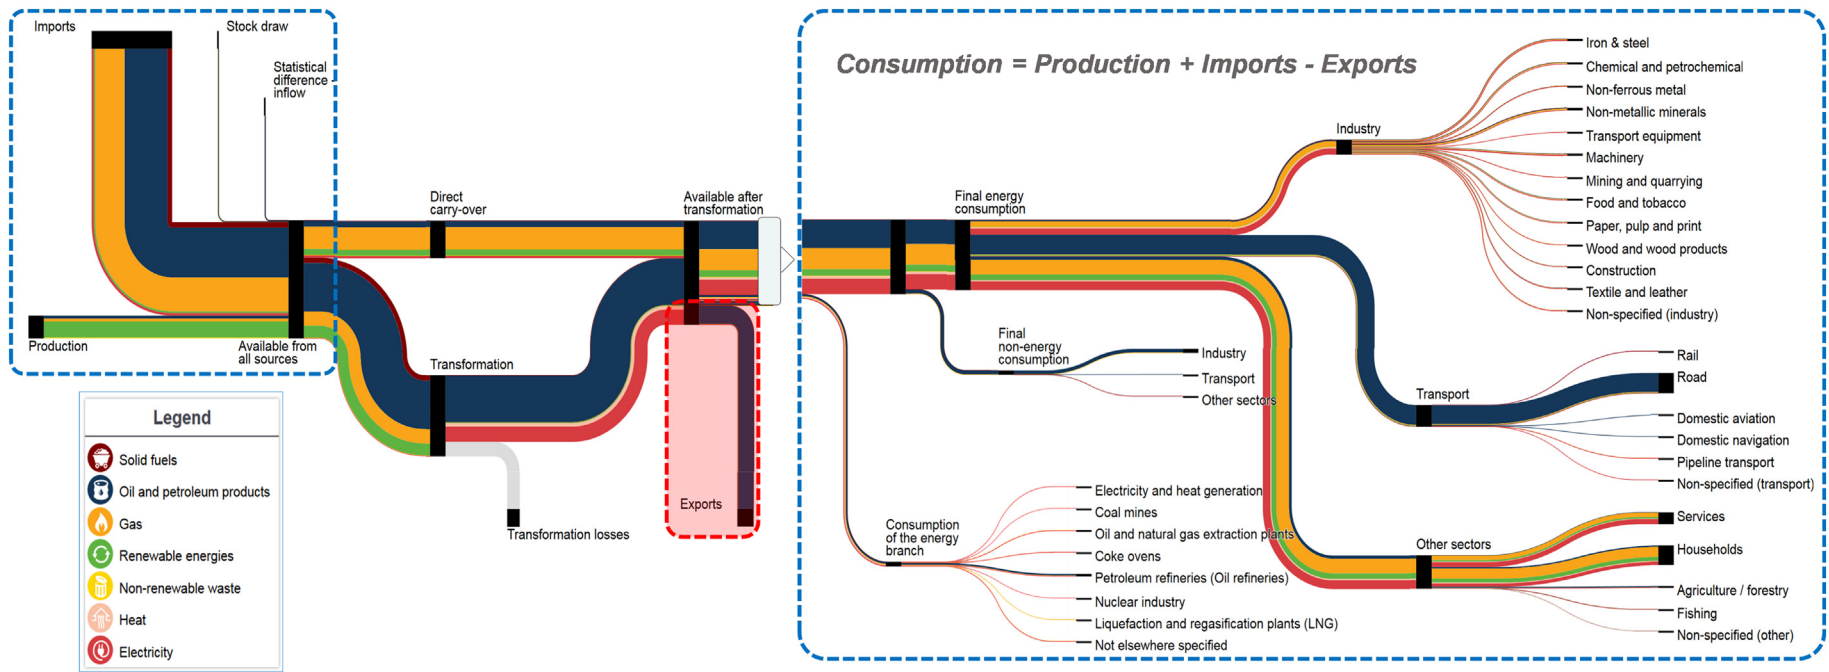 Imports
Stock draw
Statistical
difference
inflow
Production
Available from
all sources
Direct
carry-over
Transformation
Transformation losses
Available after
transformation
Exports
Legend
Solid fuels
Oil and petroleum products
Gas
Renewable energies
Non-renewable waste
Heat
Electricity
Consumption = Production + Imports - Exports
Final energy
consumption
Final
non-energy
consumption
Industry
Transport
Other sectors
Consumption
of the energy
branch
Electricity and heat generation
Coal mines
Oil and natural gas extraction plants
Coke ovens
Petroleum refineries (Oil refineries)
Nuclear industry
Liquefaction and regasification plants (LNG)
Not elsewhere specified
Industry
Iron & steel
Chemical and petrochemical
Non-ferrous metal
Non-metallic minerals
Transport equipment
Machinery
Mining and quarrying
Food and tobacco
Paper, pulp and print
Wood and wood products
Construction
Textile and leather
Non-specified (industry)
Transport
Rail
Road
Domestic aviation
Domestic navigation
Pipeline transport
Non-specified (transport)
Other sectors
Services
Households
Agriculture / forestry
Fishing
Non-specified (other)